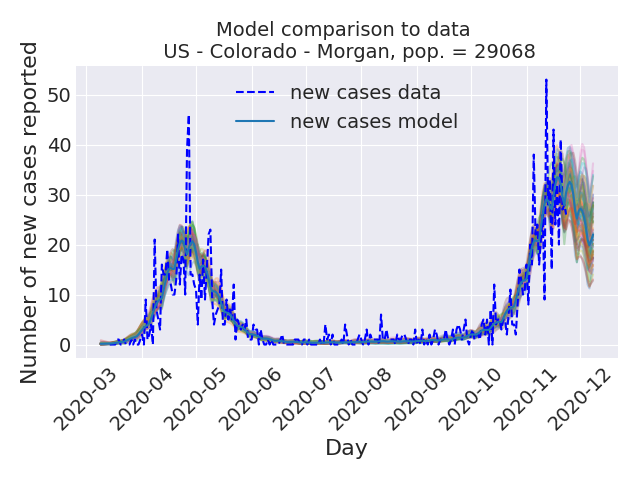 Model comparison to data
US - Colorado - Morgan, pop. = 29068
new cases data
new cases model
Number of new cases reported
50
40
30
20
10
0
2020-03
2020-04
2020-05
2020-06
2020-07
2020-08
2020-09
2020-10
2020-11
2020-12
Day